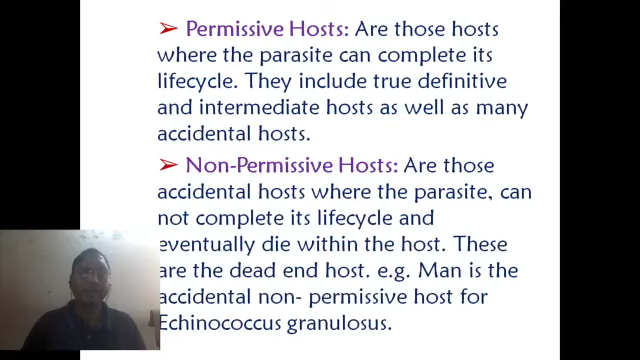 ➢ Permissive Hosts: Are those hosts
where the parasite can complete its
lifecycle. They include true definitive
and intermediate hosts as well as many
accidental hosts.
➢ Non-Permissive Hosts: Are those
accidental hosts where the parasite, can
not complete its lifecycle and
eventually die within the host. These
are the dead end host. e.g. Man is the
accidental non- permissive host for
Echinococcus granulosus.